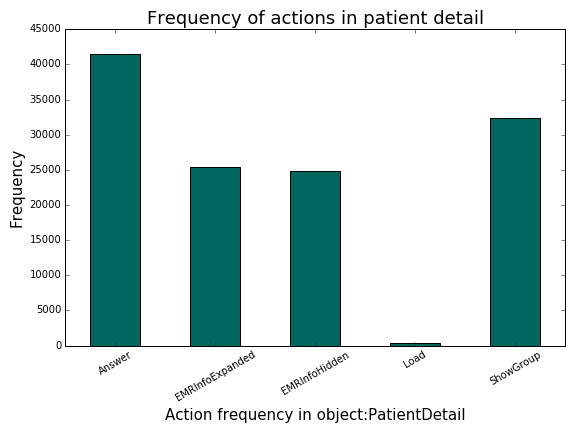 Frequency of actions in patient detail
45000
40000
35000
30000
25000
20000
15000
10000
5000
0
Frequency
Answer
EMRInfoExpanded
EMRInfoHidden
Load
ShowGroup
Action frequency in object:PatientDetail